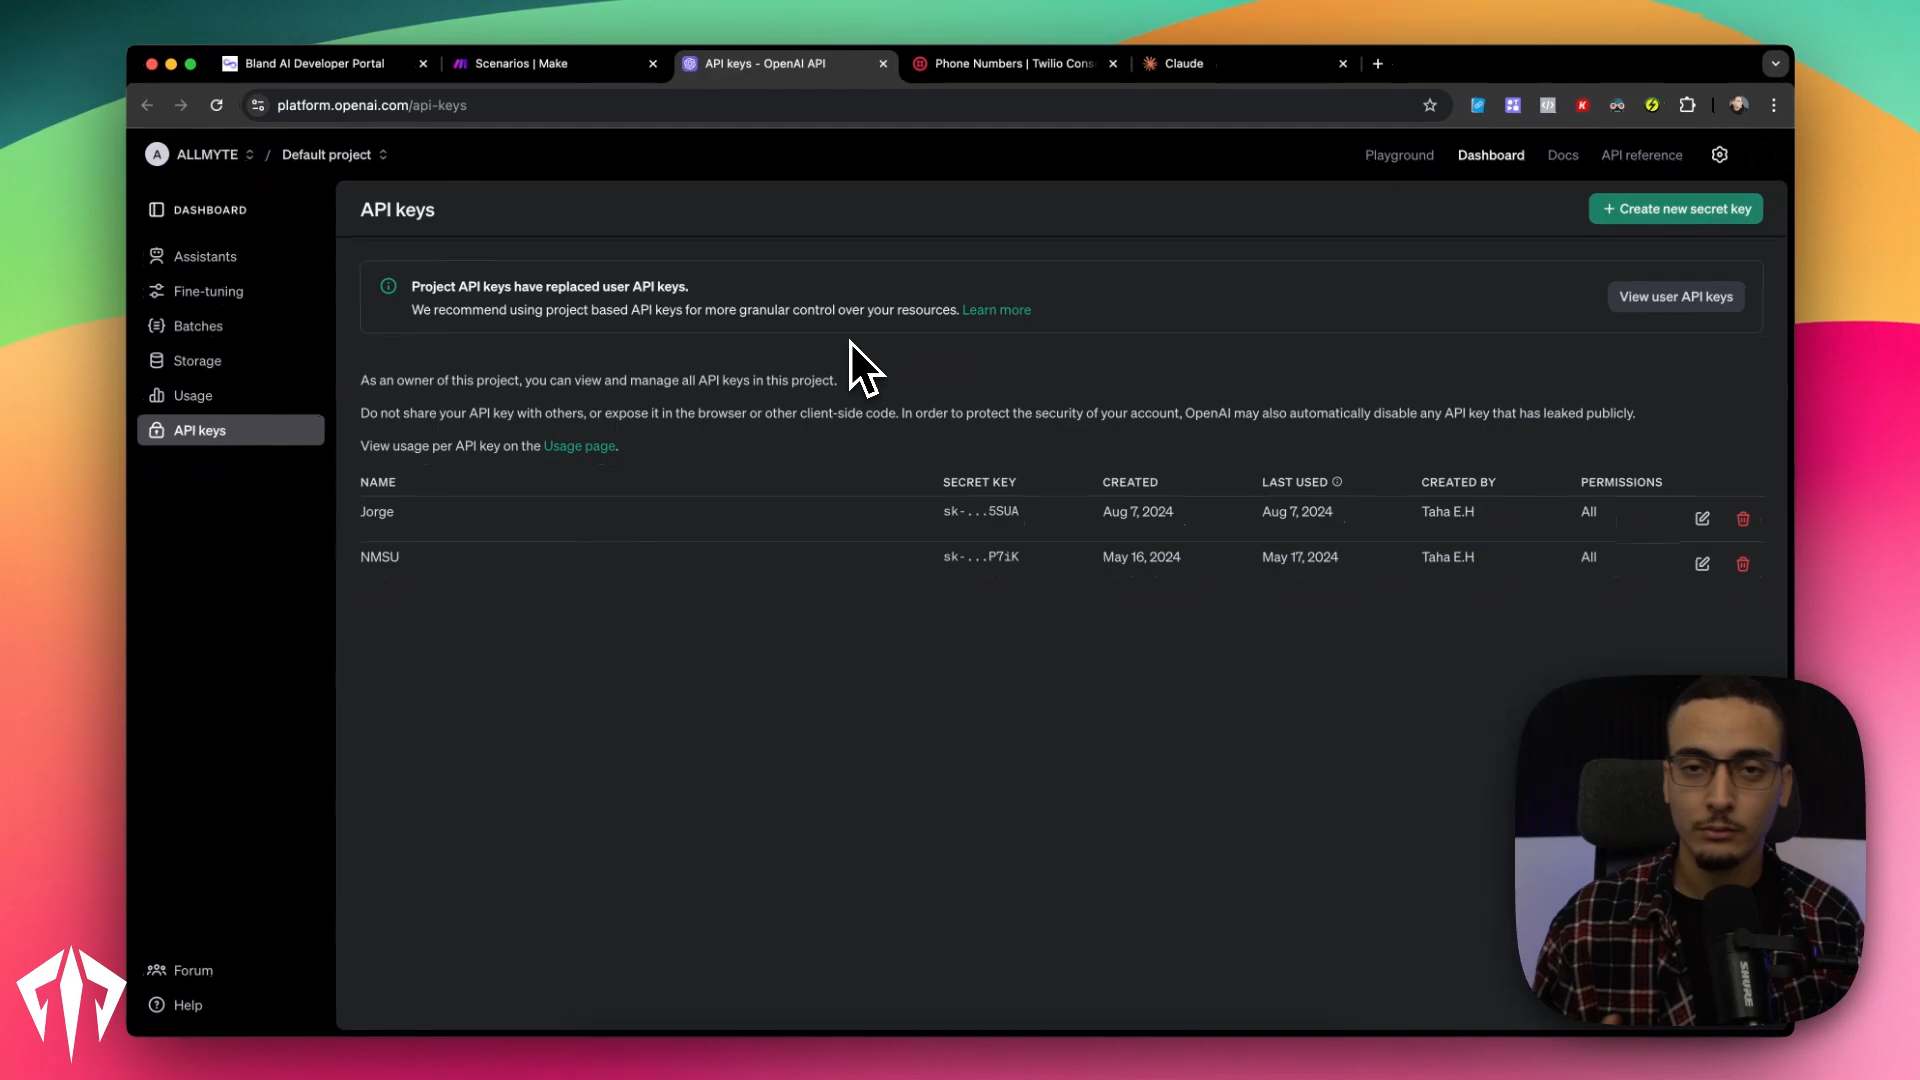 Bland AI Developer Portal
Scenarios | Make
API keys - OpenAI API
Phone Numbers | Twilio Cons
Claude
platform.openai.com/api-keys
A ALLMYTE / Default project
Playground
Dashboard
Docs
API reference
DASHBOARD
Assistants
Fine-tuning
Batches
Storage
Usage
API keys
Forum
Help
API keys
+ Create new secret key
Project API keys have replaced user API keys.
We recommend using project based API keys for more granular control over your resources. Learn more
View user API keys
As an owner of this project, you can view and manage all API keys in this project.
Do not share your API key with others, or expose it in the browser or other client-side code. In order to protect the security of your account, OpenAI may also automatically disable any API key that has leaked publicly.
View usage per API key on the Usage page.
NAME SECRET KEY CREATED LAST USED CREATED BY PERMISSIONS
Jorge sk-...5SUA Aug 7, 2024 Aug 7, 2024 Taha E.H All
NMSU sk-...P7iK May 16, 2024 May 17, 2024 Taha E.H All
SHURE